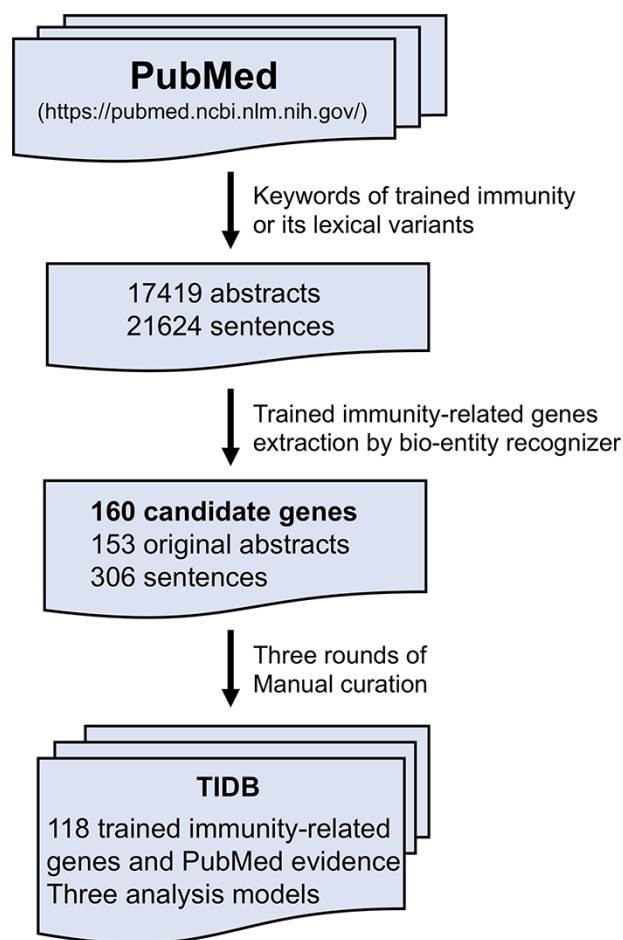 PubMed
(https://pubmed.ncbi.nlm.nih.gov/)
Keywords of trained immunity
or its lexical variants
17419 abstracts
21624 sentences
Trained immunity-related genes
extraction by bio-entity recognizer
160 candidate genes
153 original abstracts
306 sentences
Three rounds of
Manual curation
TIDB
118 trained immunity-related
genes and PubMed evidence
Three analysis models